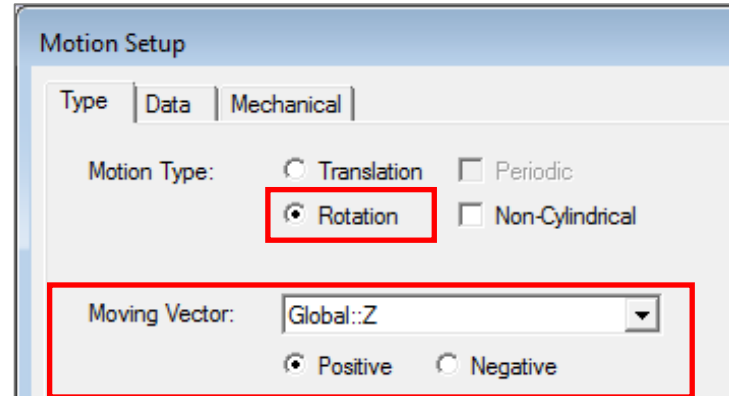 Motion Setup
Type Data Mechanical
Motion Type: Translation Periodic
Rotation Non-Cylindrical
Moving Vector: Global::Z
Positive Negative